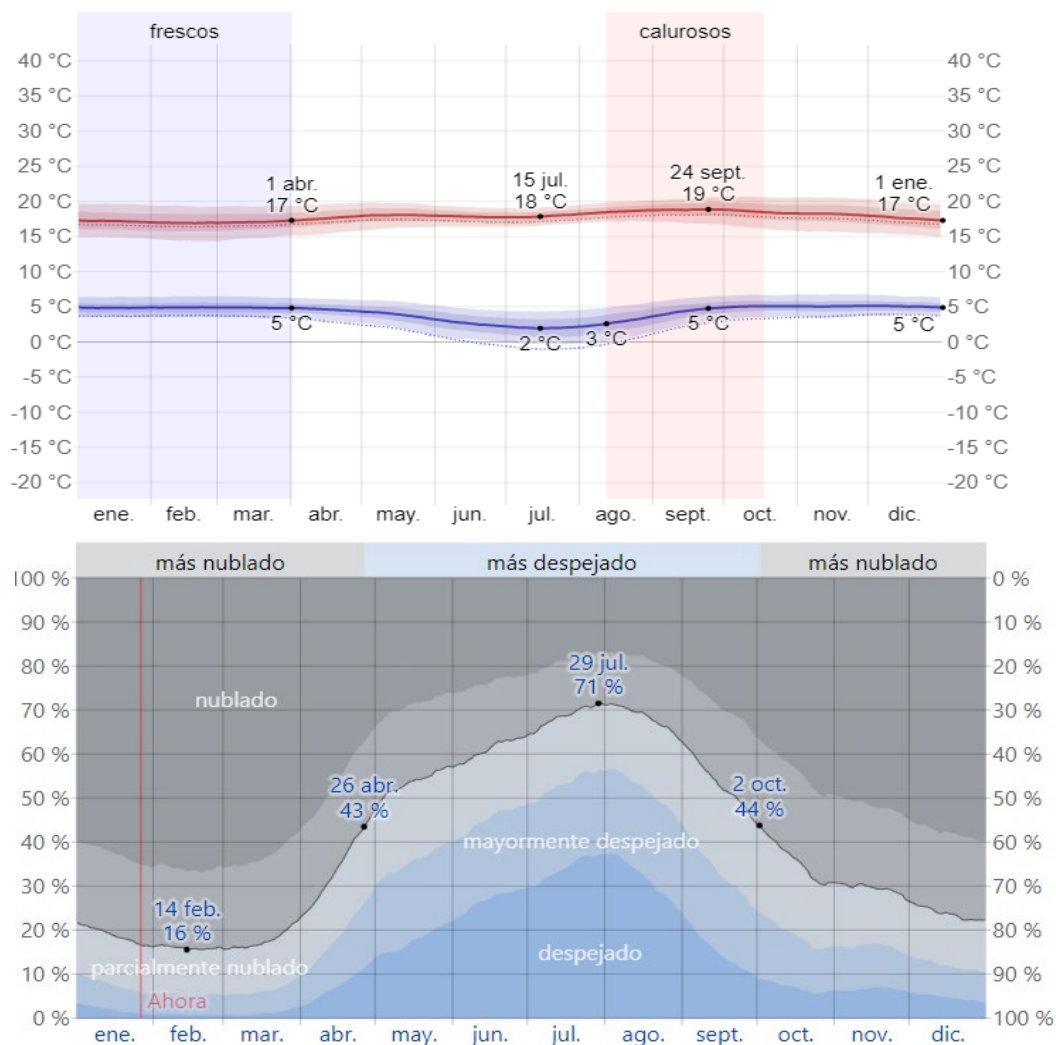 frescos calurosos
40 °C 40 °C
35 °C 35 °C
30 °C 30 °C
25 °C 25 °C
1 abr. 15 jul. 24 sept. 1 ene.
17 °C 18 °C 19 °C 17 °C
20 °C 20 °C
15 °C 15 °C
10 °C 10 °C
5 °C 5 °C
5 °C 2 °C 3 °C 5 °C 5 °C
0 °C 0 °C
-5 °C -5 °C
-10 °C -10 °C
-15 °C -15 °C
-20 °C -20 °C
ene. feb. mar. abr. may. jun. jul. ago. sept. oct. nov. dic.
más nublado más despejado más nublado
100 % 0 %
90 % 10 %
80 % 20 %
29 jul.
71 %
nublado
70 % 30 %
60 % 40 %
26 abr. 2 oct.
43 % 44 %
50 % 50 %
40 % 60 %
mayormente despejado
30 % 70 %
14 feb.
16 %
20 % 80 %
despejado
parcialmente nublado
10 % 90 %
Ahora
0 % 100 %
ene. feb. mar. abr. may. jun. jul. ago. sept. oct. nov. dic.